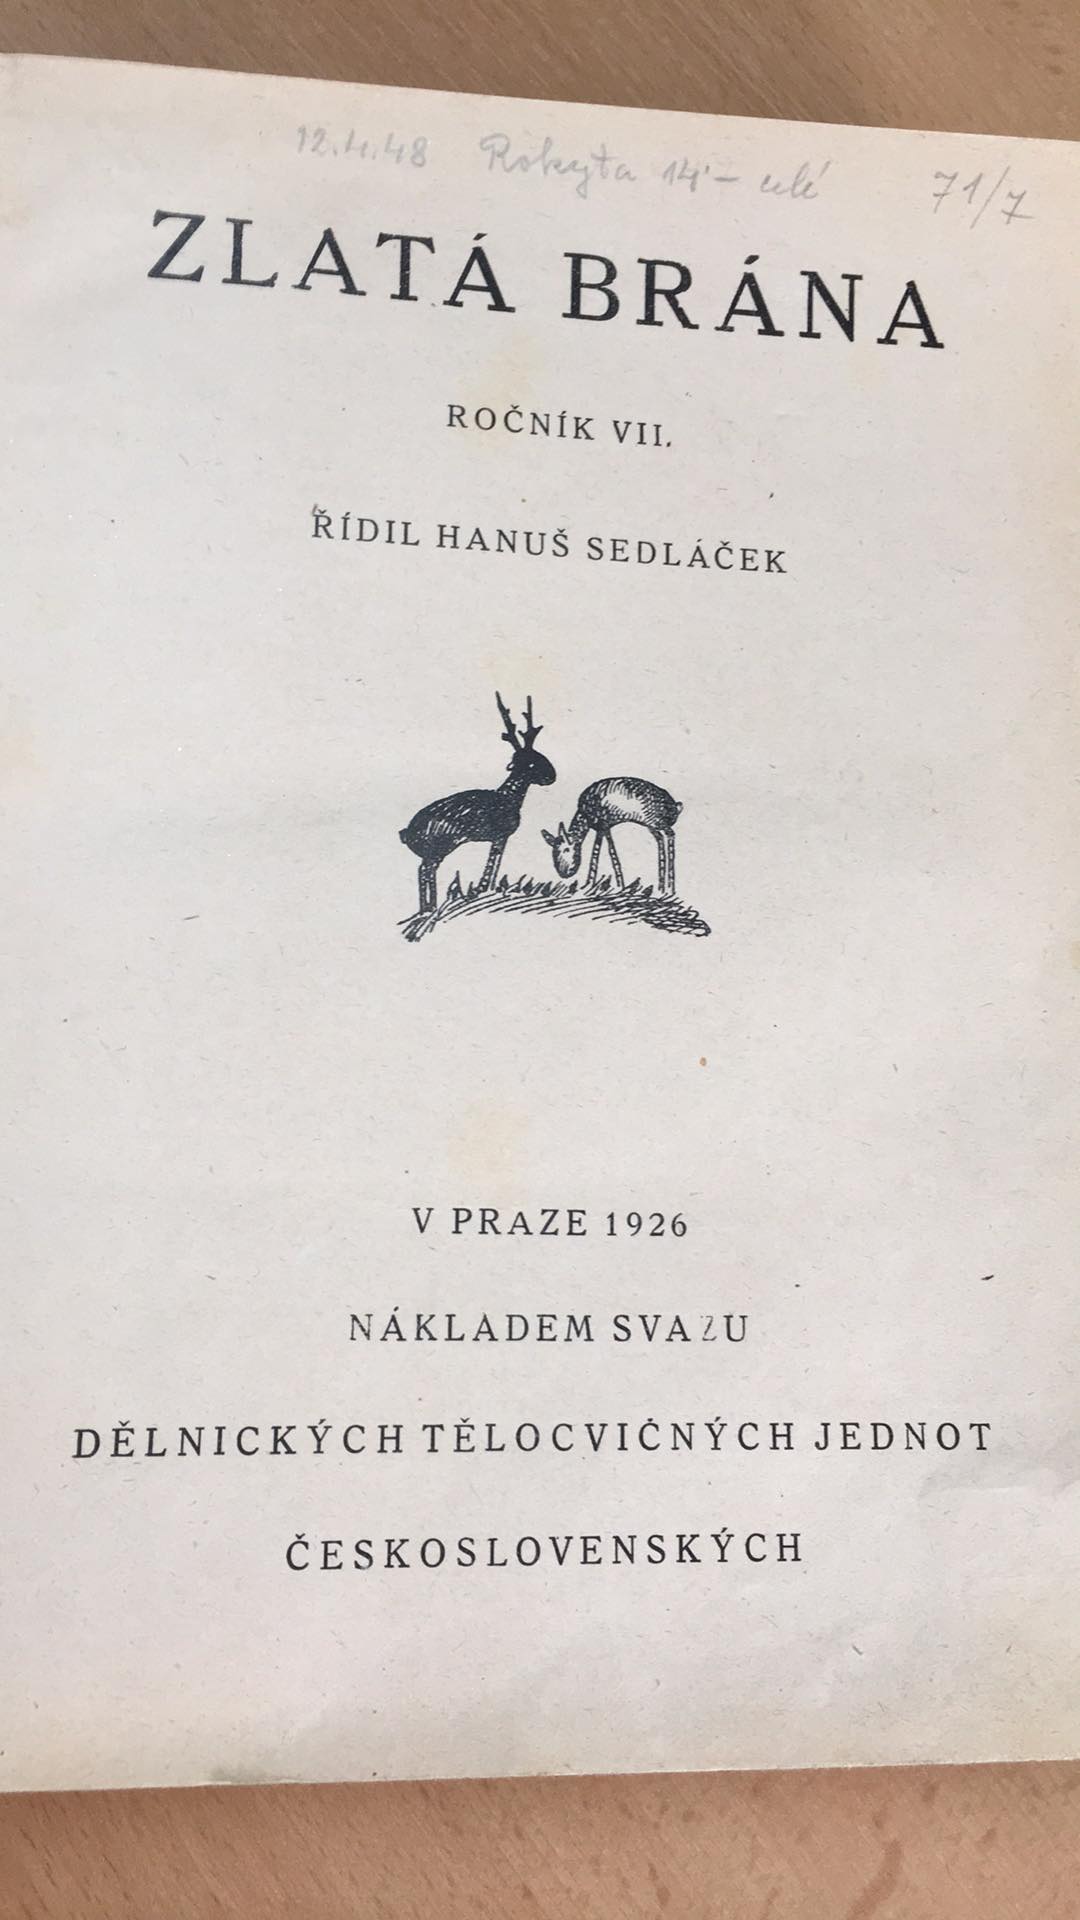 12.4.48 Rokyta 14'– 71/7
ZLATÁ BRÁNA
ROČNÍK VII.
ŘÍDIL HANUŠ SEDLÁČEK
V PRAZE 1926
NÁKLADEM SVAZU
DĚLNICKÝCH TĚLOCVIČNÝCH JEDNOT
ČESKOSLOVENSKÝCH